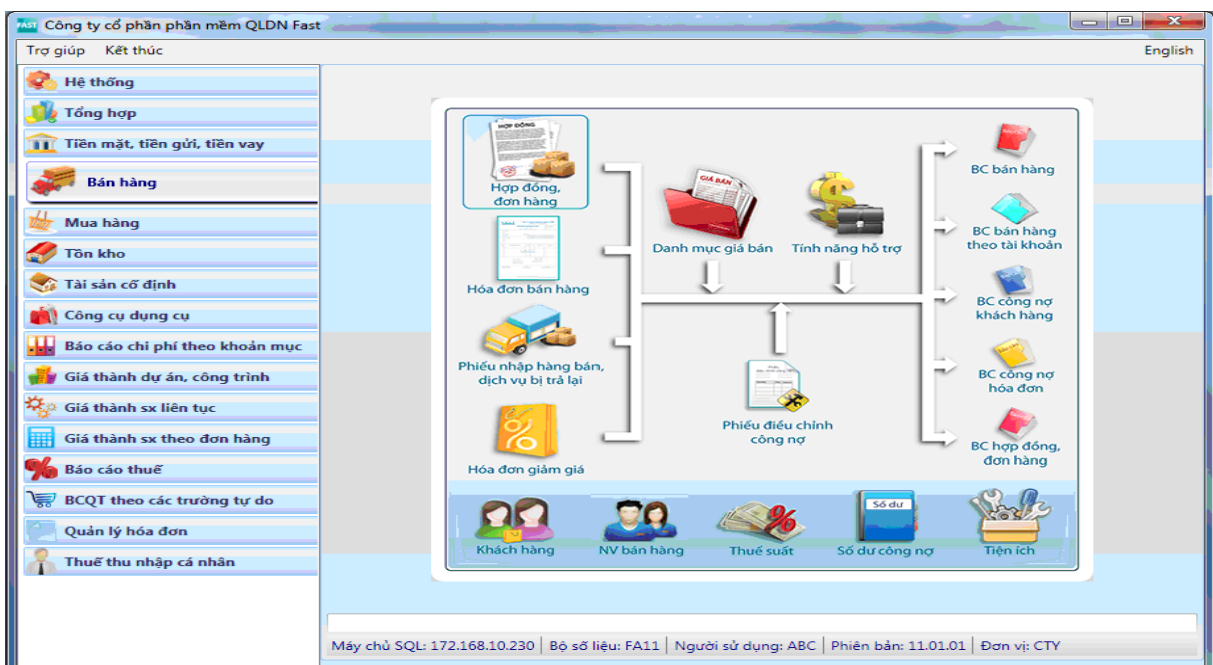 FAST Công ty cổ phần phần mềm QLDN Fast
Trợ giúp Kết thúc English
Hệ thống
Tổng hợp
Tiền mặt, tiền gửi, tiền vay
Bán hàng
Mua hàng
Tồn kho
Tài sản cố định
Công cụ dụng cụ
Báo cáo chi phí theo khoản mục
Giá thành dự án, công trình
Giá thành sx liên tục
Giá thành sx theo đơn hàng
Báo cáo thuế
BCQT theo các trường tự do
Quản lý hóa đơn
Thuế thu nhập cá nhân
HỢP ĐỒNG
Hợp đồng,
đơn hàng
Hóa đơn bán hàng
Phiếu nhập hàng bán,
dịch vụ bị trả lại
Hóa đơn giảm giá
GIÁ BÁN
Danh mục giá bán
Tính năng hỗ trợ
Phiếu điều chỉnh
công nợ
BC bán hàng
BC bán hàng
theo tài khoản
BC công nợ
khách hàng
BC công nợ
hóa đơn
BC hợp đồng,
đơn hàng
Khách hàng
NV bán hàng
Thuế suất
Số dư
Số dư công nợ
Tiện ích
Máy chủ SQL: 172.168.10.230 Bộ số liệu: FA11 Người sử dụng: ABC Phiên bản: 11.01.01 Đơn vị: CTY